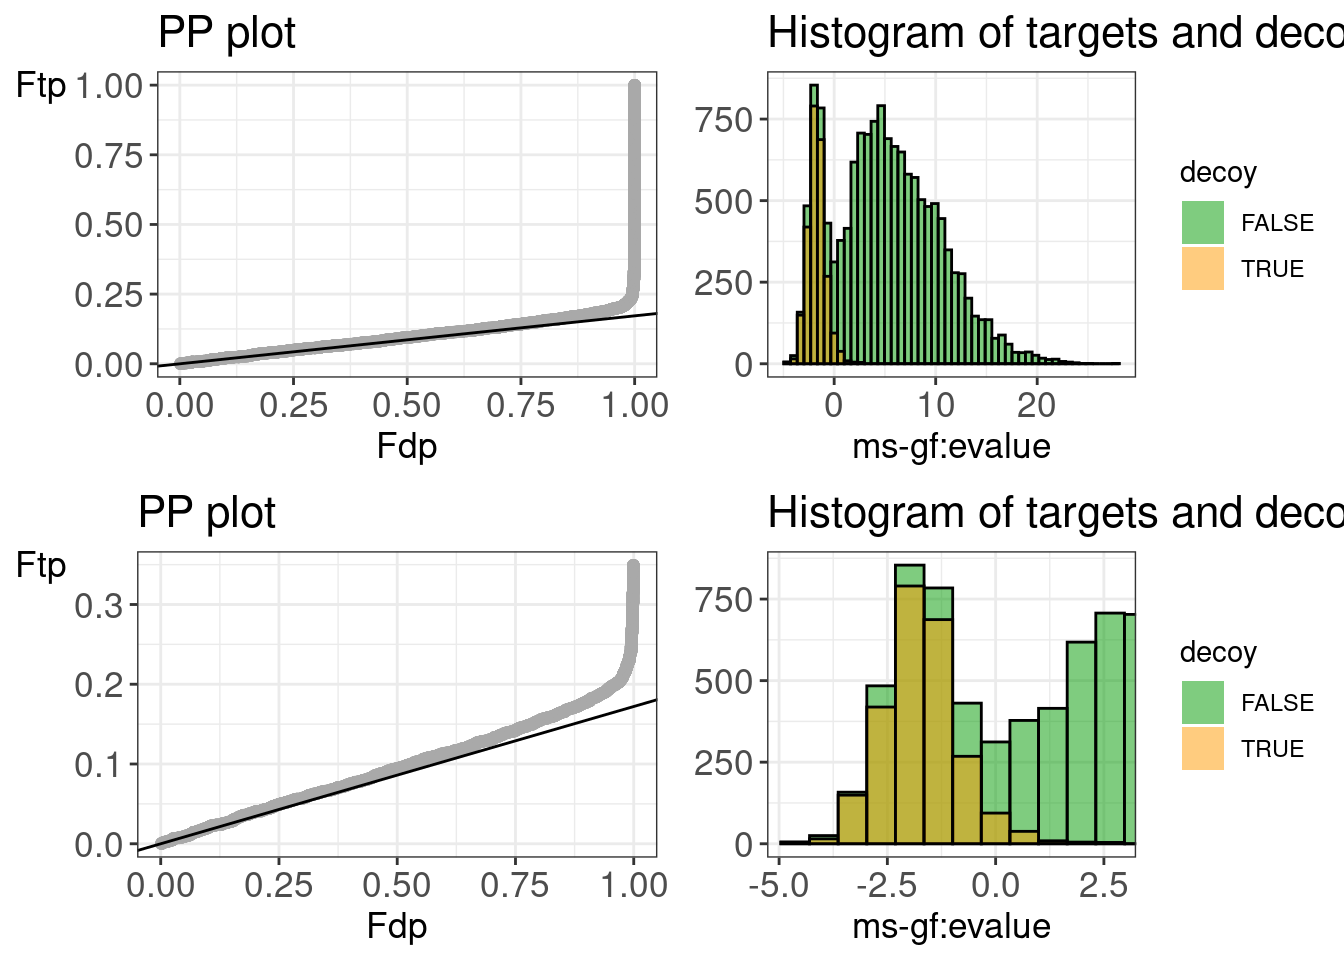 PP plot
Ftp
1.00
0.75
0.50
0.25
0.00
0.00 0.25 0.50 0.75 1.00
Fdp
Histogram of targets and deco
750
500
250
0
0 10 20
ms-gf:evalue
decoy
FALSE
TRUE
PP plot
Ftp
0.3
0.2
0.1
0.0
0.00 0.25 0.50 0.75 1.00
Fdp
Histogram of targets and deco
750
500
250
0
-5.0 -2.5 0.0 2.5
ms-gf:evalue
decoy
FALSE
TRUE